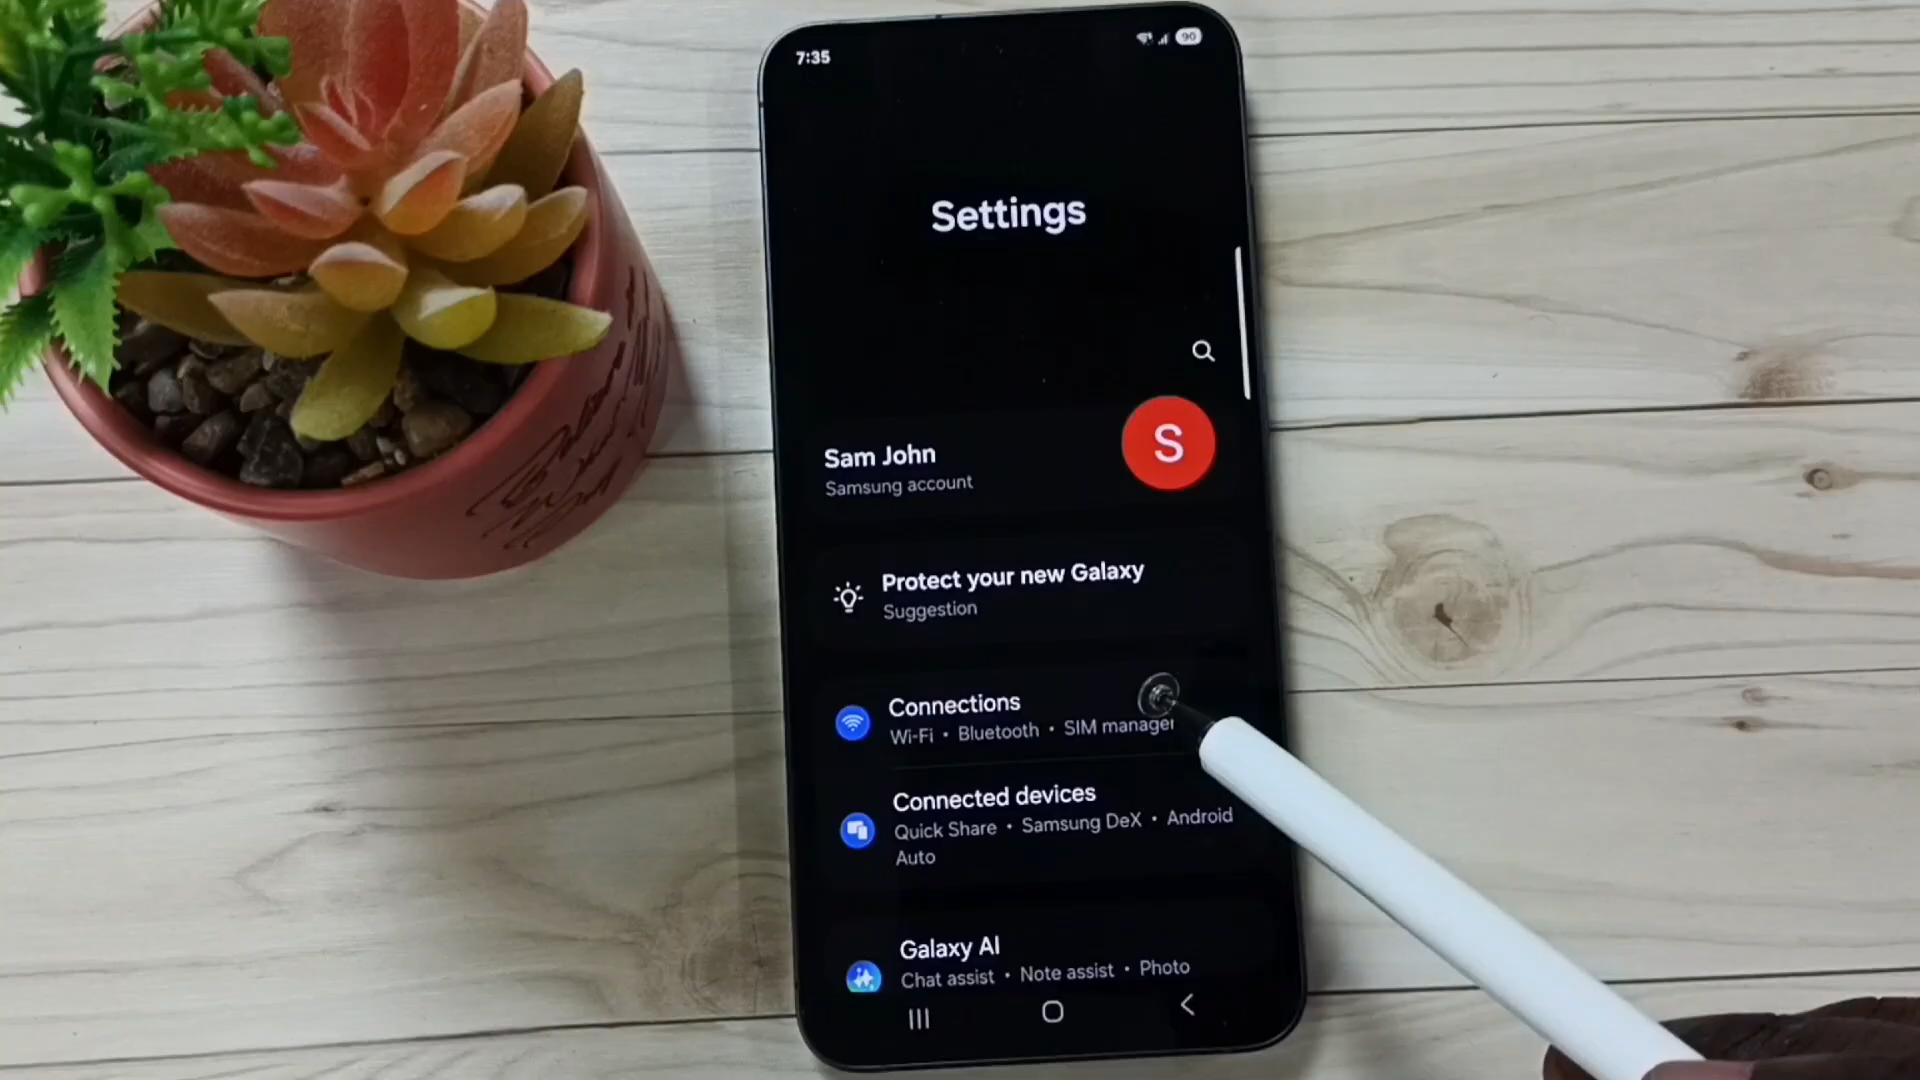 7:35
90
Settings
Sam John
Samsung account
S
Protect your new Galaxy
Suggestion
Connections
Wi-Fi • Bluetooth • SIM manager
Connected devices
Quick Share • Samsung DeX • Android
Auto
Galaxy AI
Chat assist • Note assist • Photo